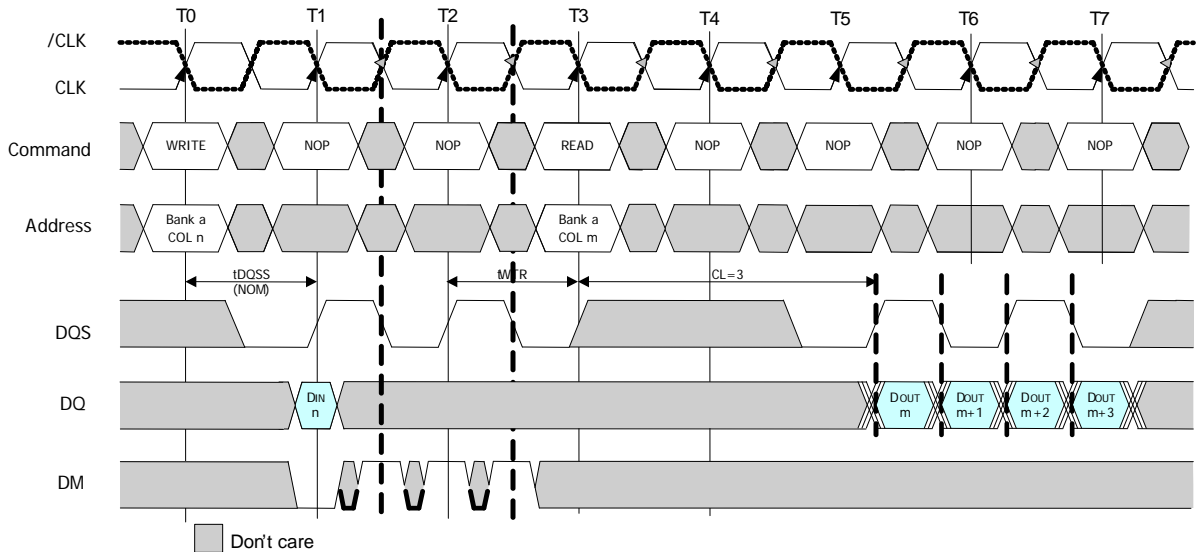 T0 T1 T2 T3 T4 T5 T6 T7
/CLK
CLK
Command WRITE NOP NOP READ NOP NOP NOP NOP
Address Bank a COL n Bank a COL m
tDQSS
(NOM)
tWTR
CL=3
DQS
DQ DIN n DOUT m DOUT m+1 DOUT m+2 DOUT m+3
DM
Don't care